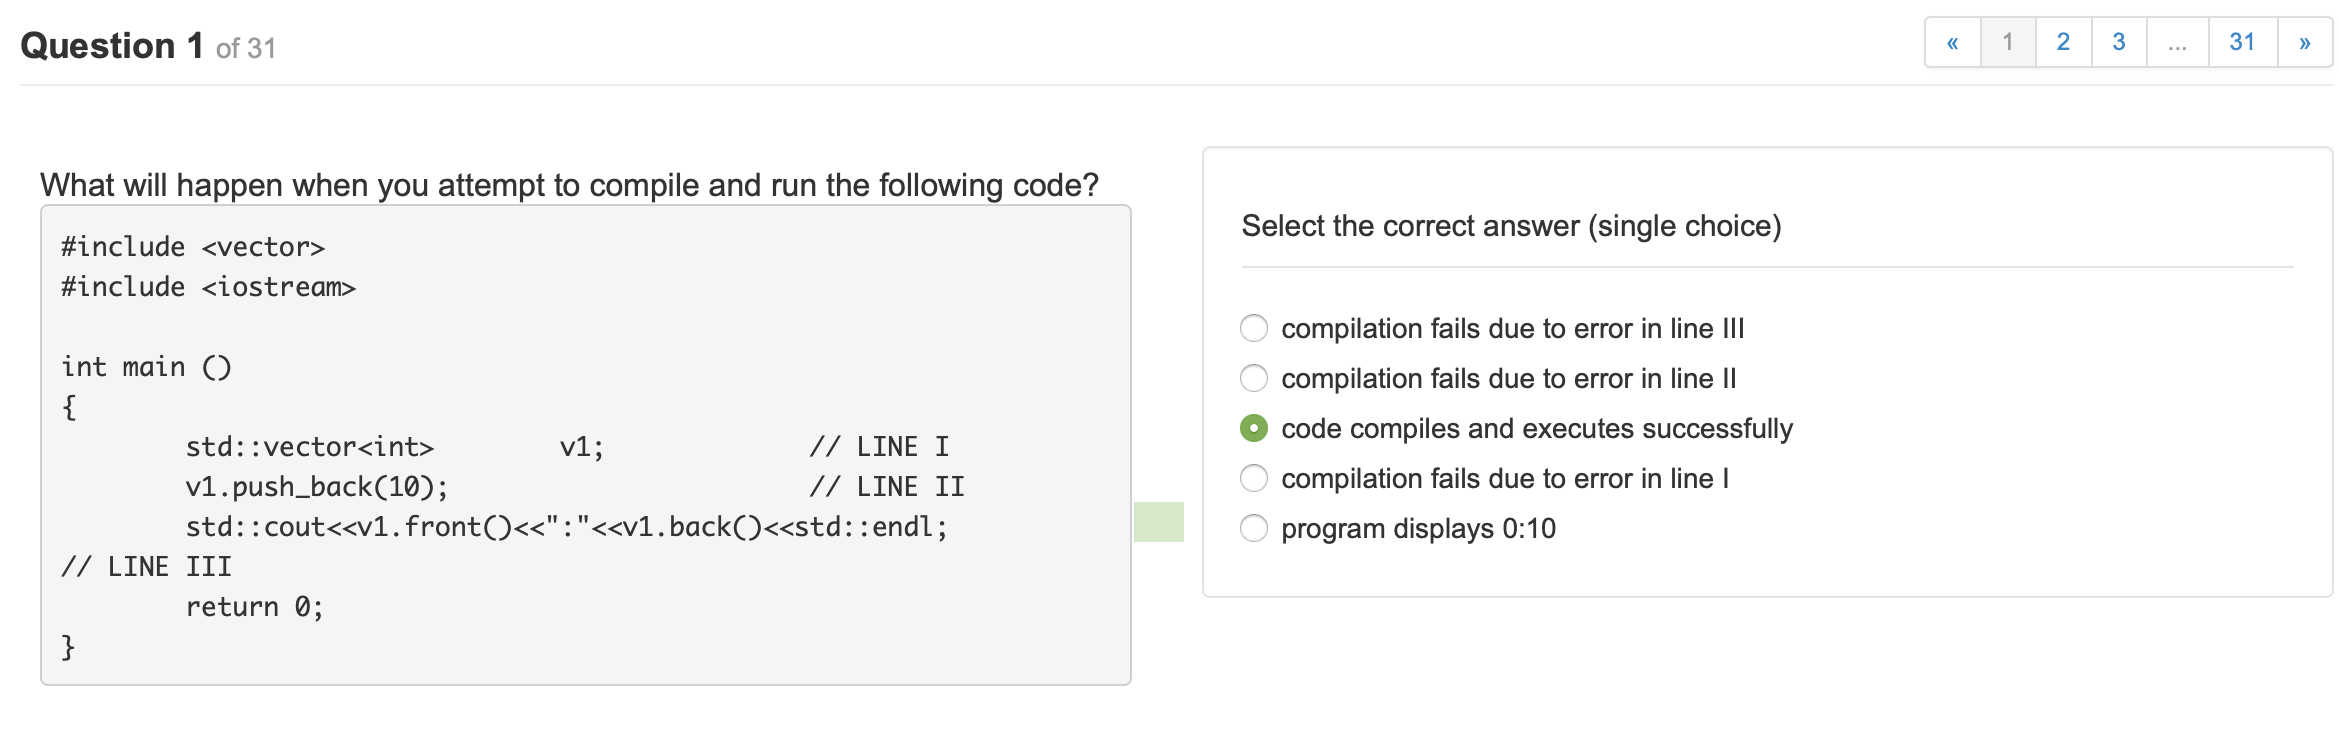 Question 1 of 31
« 1 2 3 ... 31 »
What will happen when you attempt to compile and run the following code?
#include <vector>
#include <iostream>
int main ()
{
std::vector<int> v1; // LINE I
v1.push_back(10); // LINE II
std::cout<<v1.front()<<":"<<v1.back()<<std::endl;
// LINE III
return 0;
}
Select the correct answer (single choice)
compilation fails due to error in line III
compilation fails due to error in line II
code compiles and executes successfully
compilation fails due to error in line I
program displays 0:10